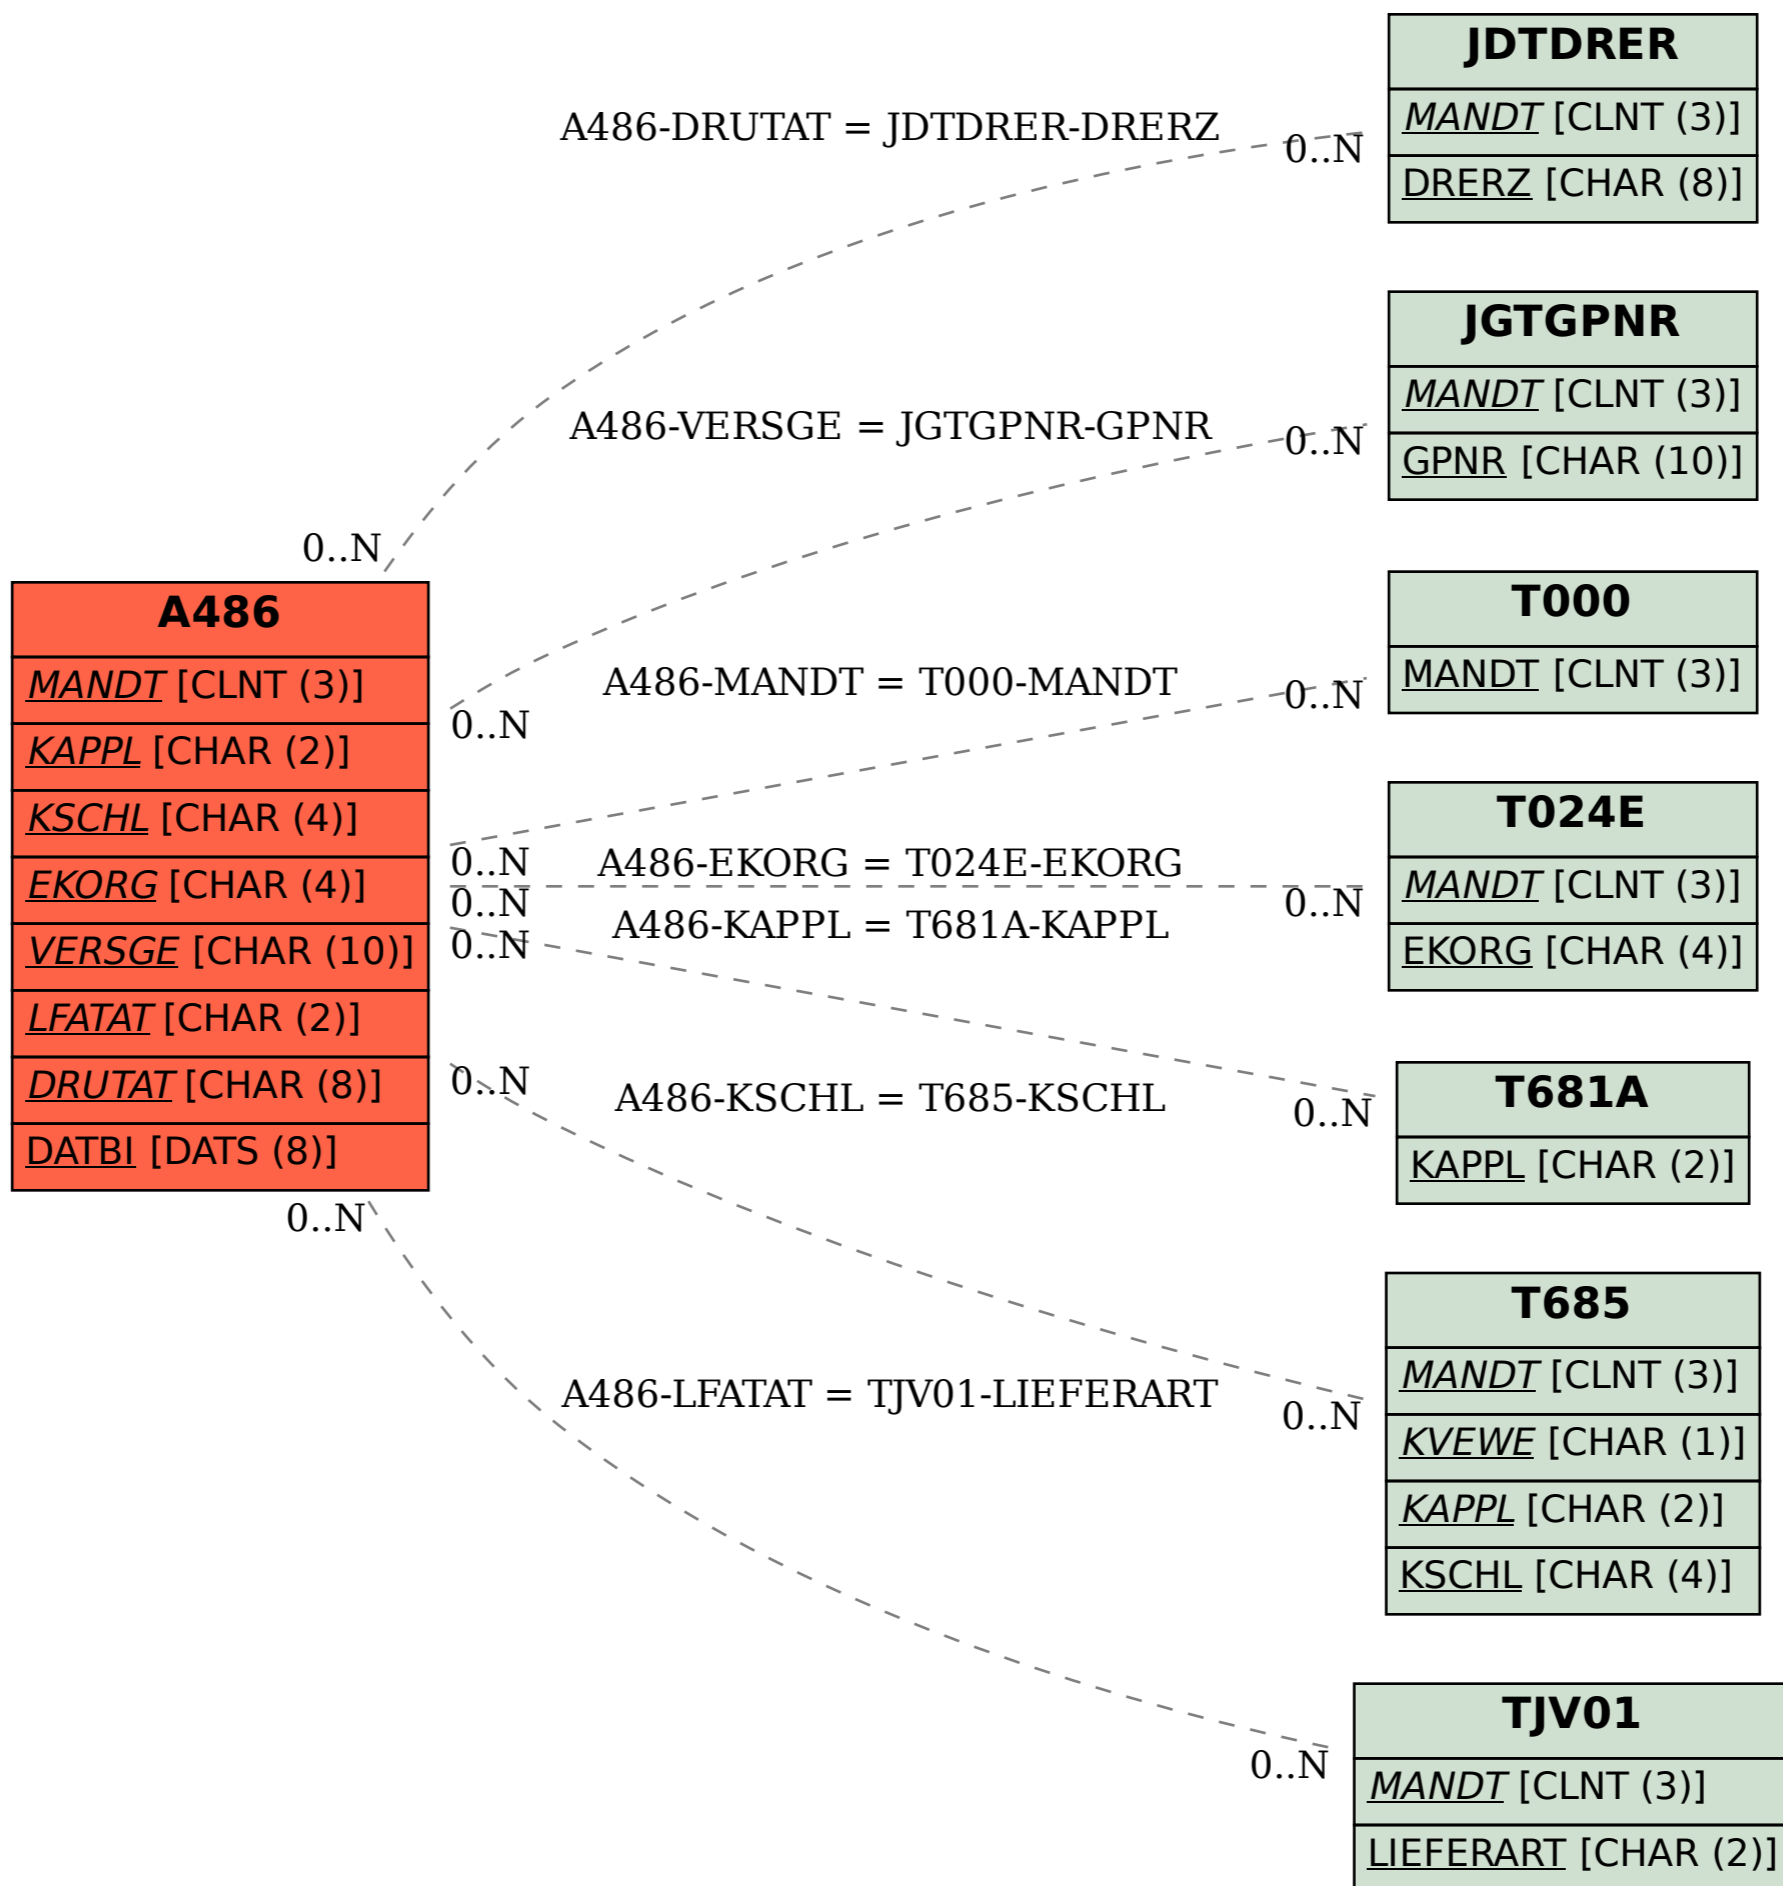 JDTDRER
MANDT [CLNT (3)]
DRERZ [CHAR (8)]
A486-DRUTAT = JDTDRER-DRERZ
0..N
0..N
JGTGPNR
MANDT [CLNT (3)]
GPNR [CHAR (10)]
A486-VERSGE = JGTGPNR-GPNR
0..N
0..N
T000
MANDT [CLNT (3)]
A486-MANDT = T000-MANDT
0..N
0..N
A486
MANDT [CLNT (3)]
KAPPL [CHAR (2)]
KSCHL [CHAR (4)]
EKORG [CHAR (4)]
VERSGE [CHAR (10)]
LFATAT [CHAR (2)]
DRUTAT [CHAR (8)]
DATBI [DATS (8)]
T024E
MANDT [CLNT (3)]
EKORG [CHAR (4)]
A486-EKORG = T024E-EKORG
0..N
0..N
A486-KAPPL = T681A-KAPPL
0..N
0..N
T681A
KAPPL [CHAR (2)]
A486-KSCHL = T685-KSCHL
0..N
0..N
T685
MANDT [CLNT (3)]
KVEWE [CHAR (1)]
KAPPL [CHAR (2)]
KSCHL [CHAR (4)]
A486-LFATAT = TJV01-LIEFERART
0..N
0..N
TJV01
MANDT [CLNT (3)]
LIEFERART [CHAR (2)]